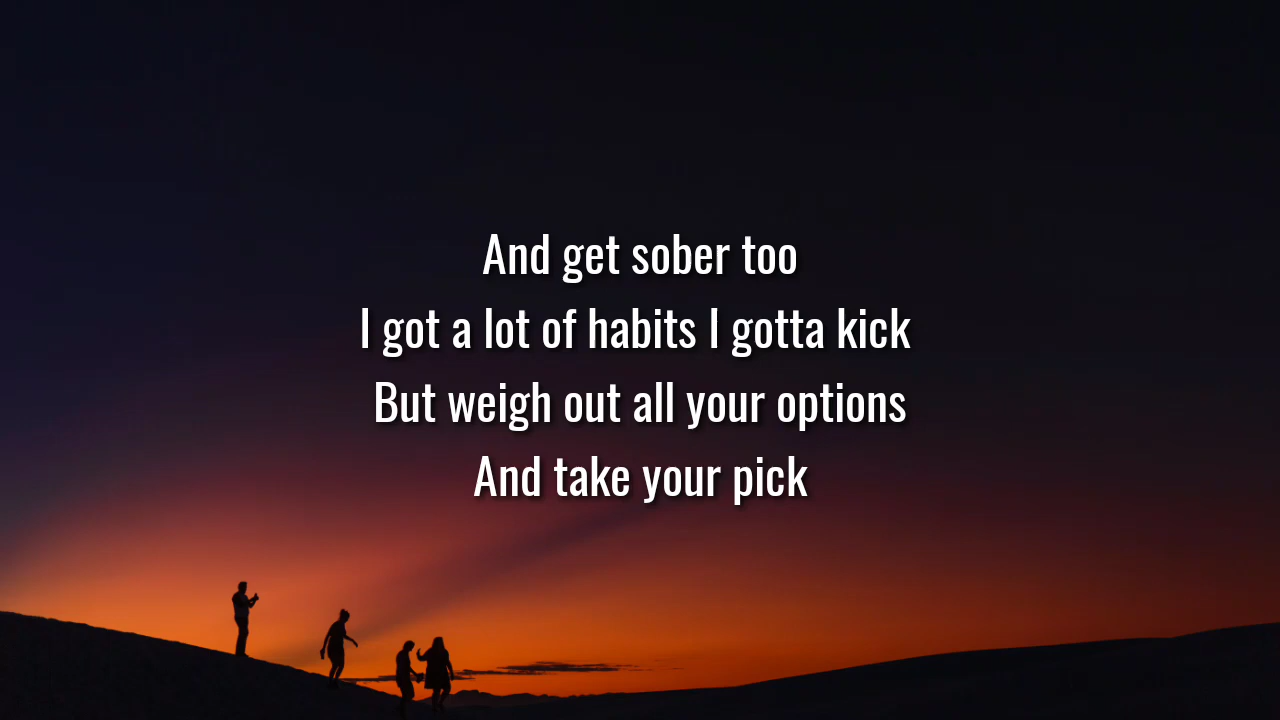 And get sober too
I got a lot of habits I gotta kick
But weigh out all your options
And take your pick